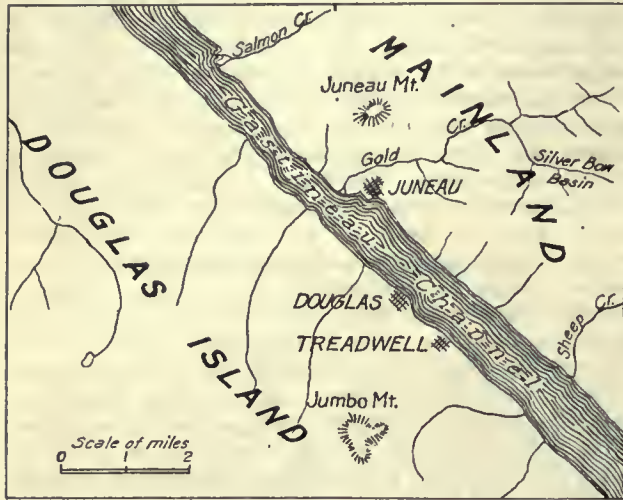 Salmon Cr.
MAINLAND
Juneau Mt.
Gastineau Channel
Gold Cr.
Silver Bow
Basin
JUNEAU
DOUGLAS ISLAND
DOUGLAS
TREADWELL
Sheep Cr.
Jumbo Mt.
Scale of miles
0 1 2